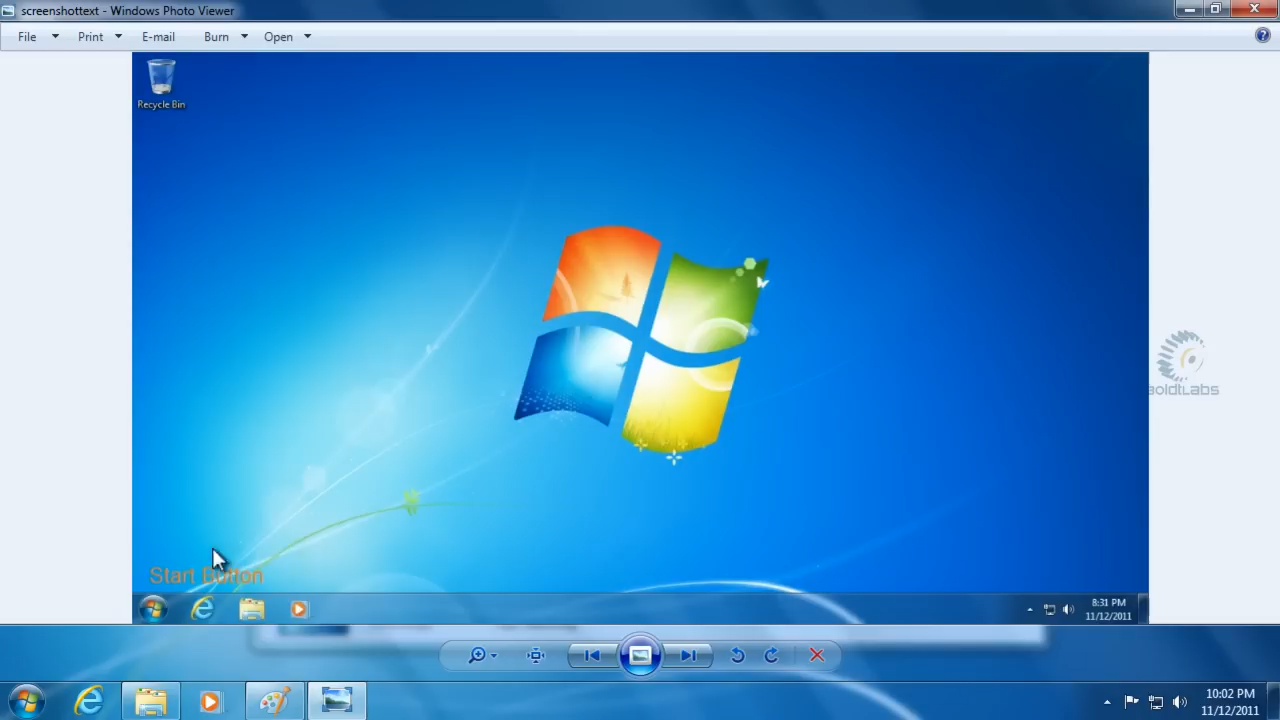 screenshottext - Windows Photo Viewer
File Print E-mail Burn Open
Recycle Bin
boldtLabs
Start Button
8:31 PM
11/12/2011
10:02 PM
11/12/2011